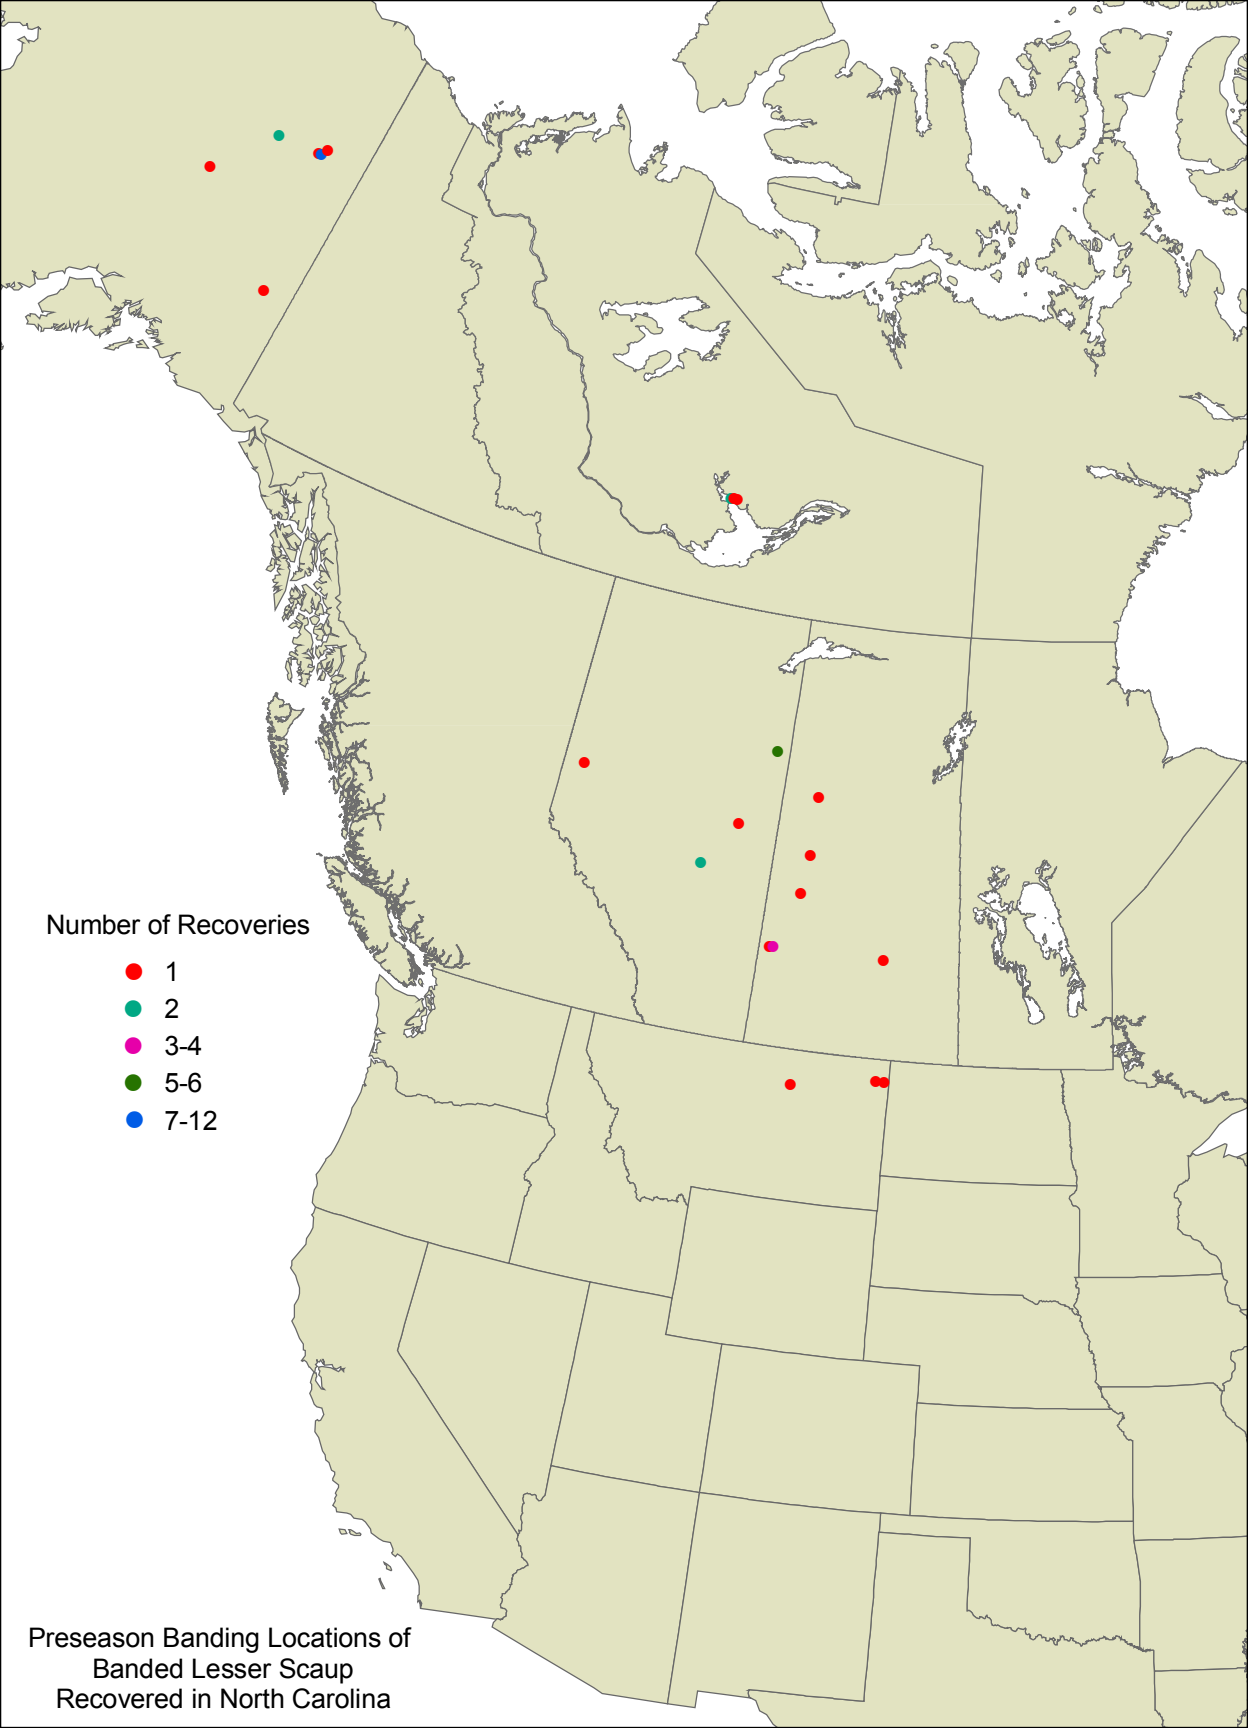 Number of Recoveries
1
2
3-4
5-6
7-12
Preseason Banding Locations of
Banded Lesser Scaup
Recovered in North Carolina